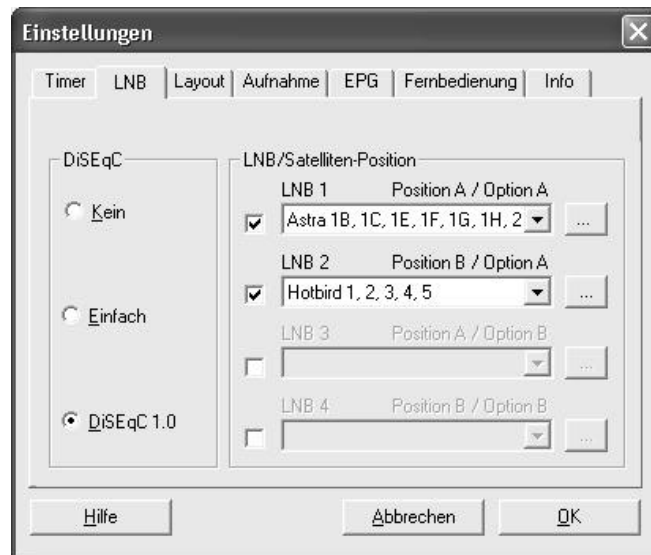 Einstellungen
Timer LNB Layout Aufnahme EPG Fernbedienung Info
DiSEqC
Kein
Einfach
DiSEqC 1.0
LNB/Satelliten-Position
LNB 1 Position A / Option A
Astra 1B, 1C, 1E, 1F, 1G, 1H, 2 ...
LNB 2 Position B / Option A
Hotbird 1, 2, 3, 4, 5 ...
LNB 3 Position A / Option B
...
LNB 4 Position B / Option B
...
Hilfe Abbrechen OK